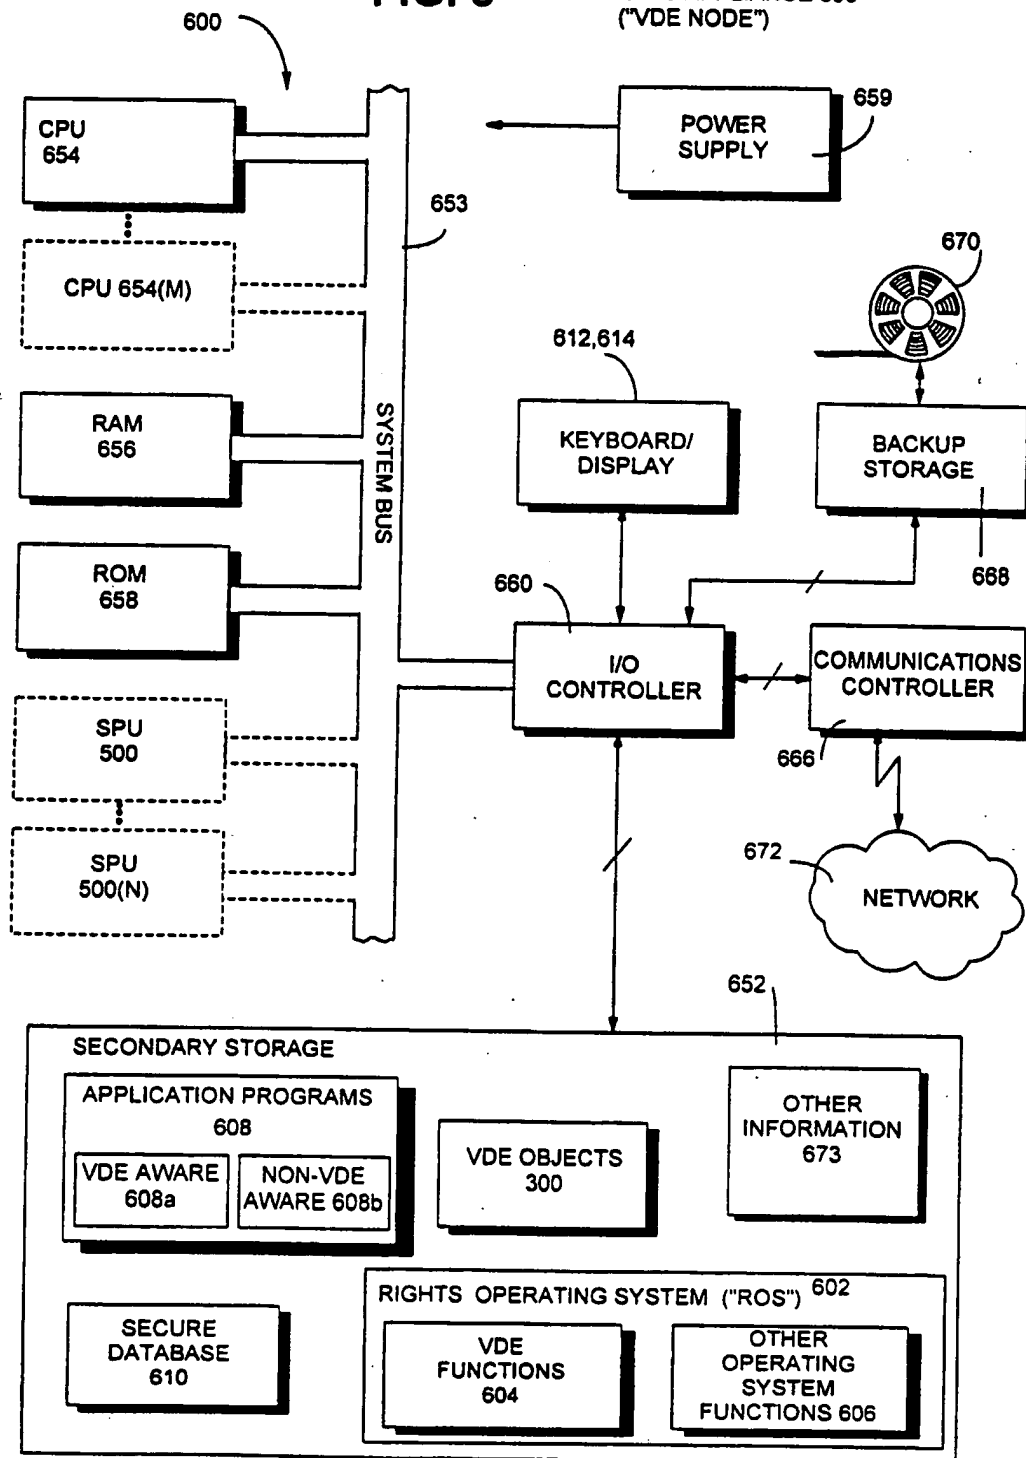 600
("VDE NODE")
CPU
654
POWER
SUPPLY
659
653
CPU 654(M)
670
612,614
RAM
656
SYSTEM BUS
KEYBOARD/
DISPLAY
BACKUP
STORAGE
668
ROM
658
660
I/O
CONTROLLER
COMMUNICATIONS
CONTROLLER
666
SPU
500
SPU
500(N)
672
NETWORK
652
SECONDARY STORAGE
APPLICATION PROGRAMS
608
VDE AWARE
608a
NON-VDE
AWARE 608b
VDE OBJECTS
300
OTHER
INFORMATION
673
SECURE
DATABASE
610
RIGHTS OPERATING SYSTEM ("ROS") 602
VDE
FUNCTIONS
604
OTHER
OPERATING
SYSTEM
FUNCTIONS 606